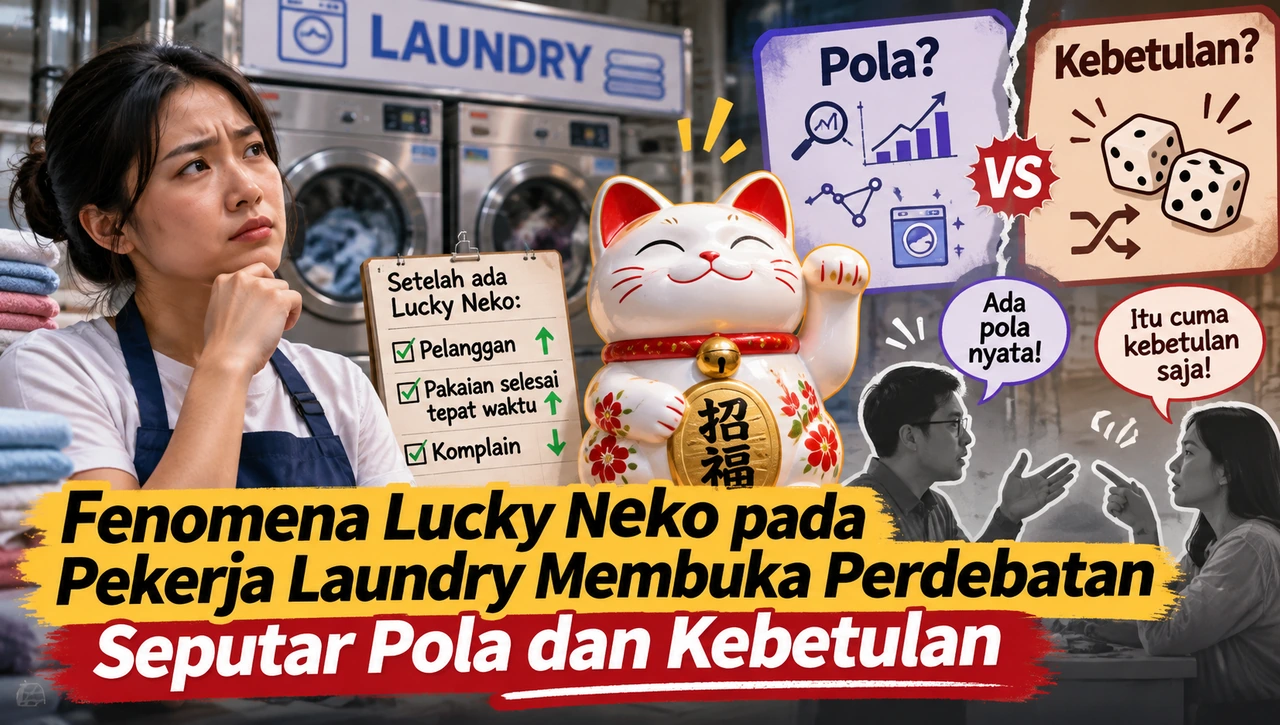 LAUNDRY
Pola?
VS
Kebetulan?
Setelah ada
Lucky Neko:
Pelanggan
Pakaian selesai
tepat waktu
Komplain
招
福
Ada
pola
nyata!
Itu cuma
kebetulan
saja!
Fenomena Lucky Neko pada
Pekerja Laundry Membuka Perdebatan
Seputar Pola dan Kebetulan